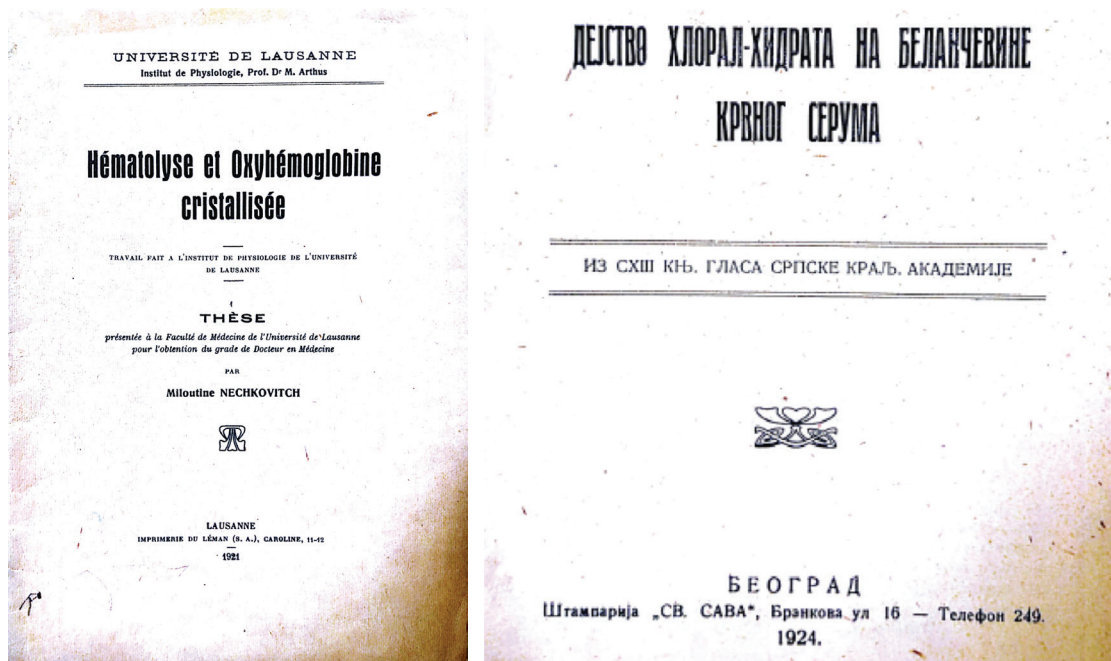 UNIVERSITÉ DE LAUSANNE
Institut de Physiologie, Prof. Dr M. Arthus
Hématolyse et Oxyhémoglobine
cristallisée
TRAVAIL FAIT A L'INSTITUT DE PHYSIOLOGIE DE L'UNIVERSITÉ
DE LAUSANNE
THÈSE
présentée à la Faculté de Médecine de l'Université de Lausanne
pour l'obtention du grade de Docteur en Médecine
PAR
Miloutine NECHKOVITCH
LAUSANNE
IMPRIMERIE DU LÉMAN (S. A.), CAROLINE, 11-12
1921
ДЕЈСТВО ХЛОРАЛ-ХИДРАТА НА БЕЛАНЧЕВИНЕ
КРВНОГ СЕРУМА
ИЗ CXIII КЊ. ГЛАСА СРПСКЕ КРАЉ. АКАДЕМИЈЕ
БЕОГРАД
Штампарија „СВ. САВА“, Бранкова ул 16 — Телефон 249.
1924.